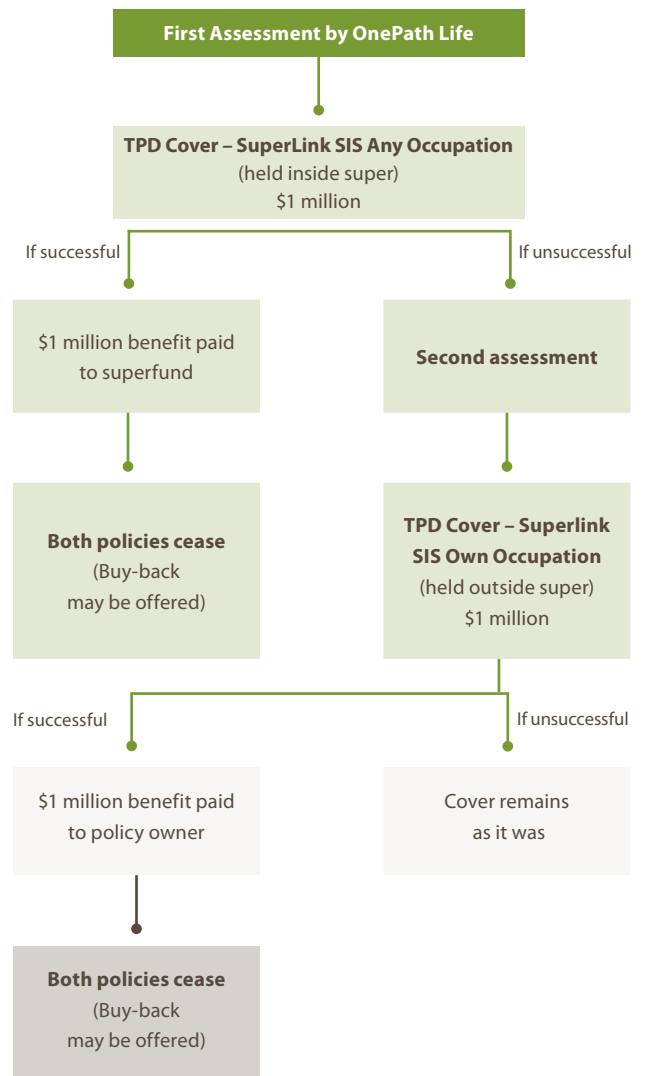 First Assessment by OnePath Life
TPD Cover – SuperLink SIS Any Occupation
(held inside super)
$1 million
If successful
If unsuccessful
$1 million benefit paid
to superfund
Second assessment
Both policies cease
(Buy-back
may be offered)
TPD Cover – Superlink
SIS Own Occupation
(held outside super)
$1 million
If successful
If unsuccessful
$1 million benefit paid
to policy owner
Cover remains
as it was
Both policies cease
(Buy-back
may be offered)